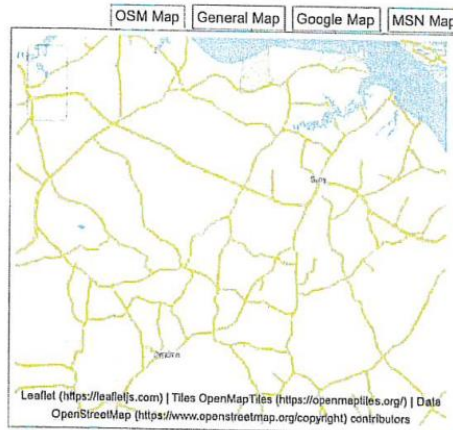 OSM Map General Map Google Map MSN Map
Leaflet (https://leafletjs.com) | Tiles OpenMapTiles (https://openmaptiles.org/) | Data
OpenStreetMap (https://www.openstreetmap.org/copyright) contributors